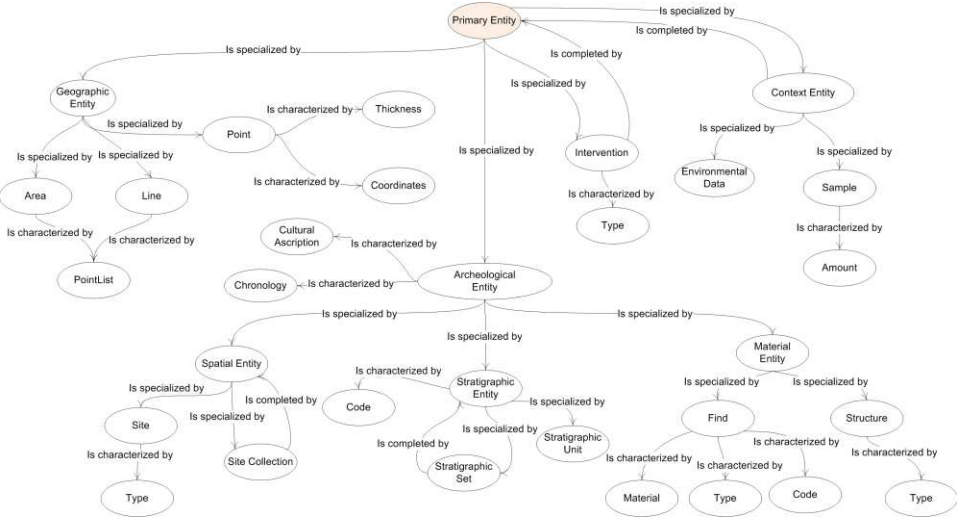 Is specialized by
Primary Entity
Is completed by
Is specialized by
Is completed by
Geographic
Entity
Is specialized by
Context Entity
Is characterized by
Thickness
Is specialized by
Point
Is specialized by
Is specialized by
Is specialized by
Intervention
Is specialized by
Is specialized by
Is characterized by
Coordinates
Environmental
Data
Sample
Area
Line
Is characterized by
Is characterized by
Is characterized by
Type
Is characterized by
Cultural
Ascription
Is characterized by
PointList
Archeological
Entity
Amount
Chronology
Is characterized by
Is specialized by
Is specialized by
Is specialized by
Material
Entity
Spatial Entity
Is characterized by
Stratigraphic
Entity
Is specialized by
Is specialized by
Is specialized by
Is completed by
Code
Is specialized by
Site
Is specialized by
Find
Structure
Is specialized by
Is completed by
Stratigraphic
Unit
Is characterized by
Site Collection
Is characterized by
Is characterized by
Is characterized by
Is characterized by
Stratigraphic
Set
Type
Material
Type
Code
Type